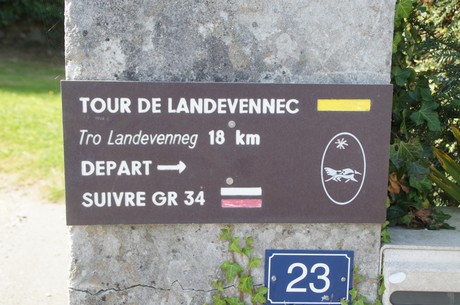 TOUR DE LANDEVENNEC
Tro Landevenneg 18 km
DEPART →
SUIVRE GR 34
23